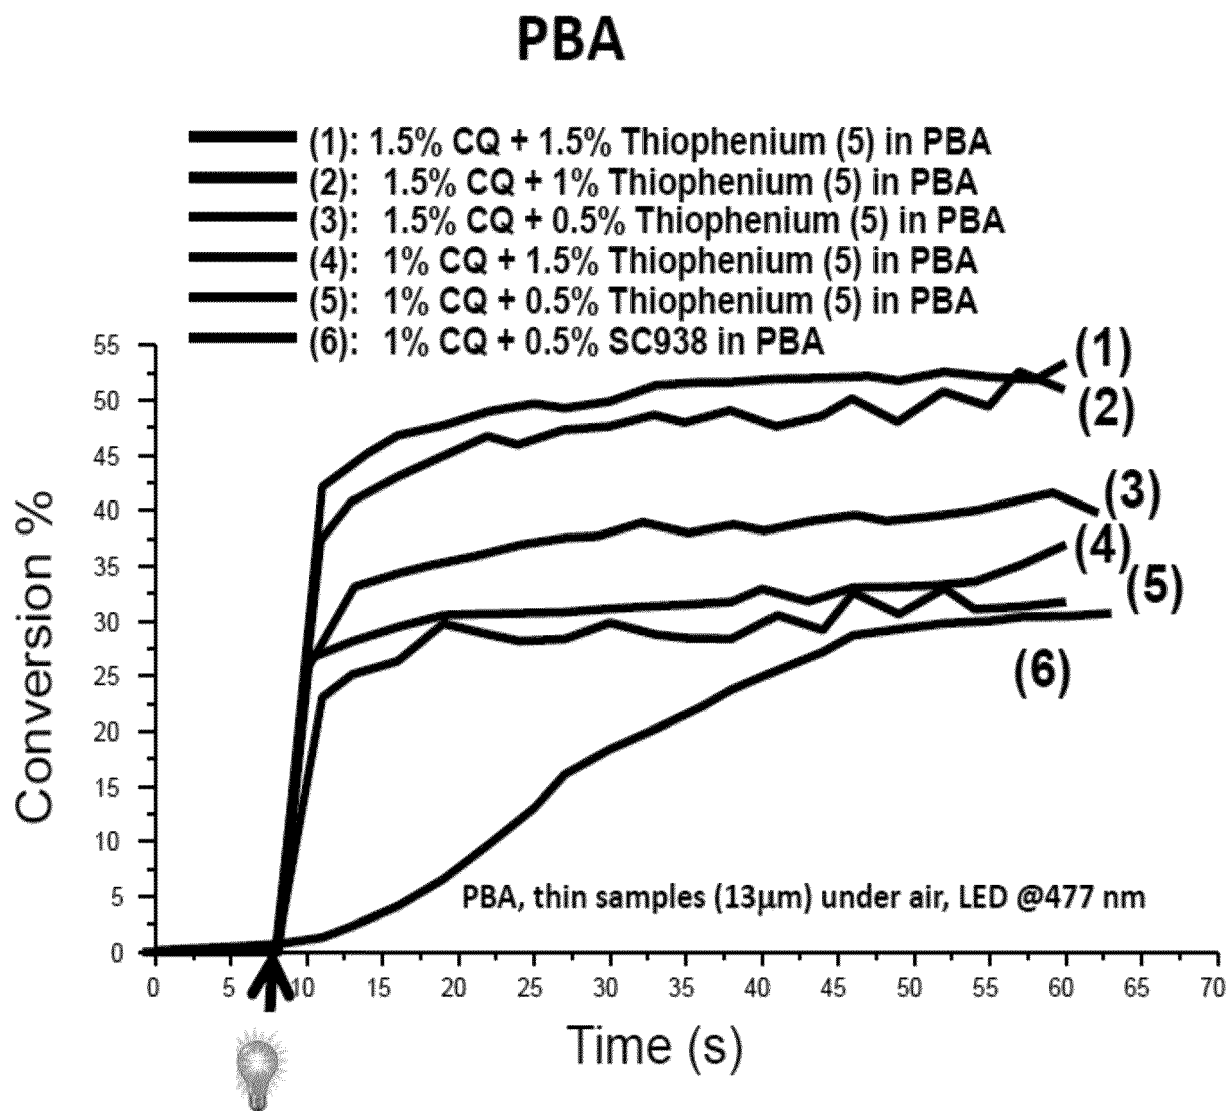 PBA
(1): 1.5% CQ + 1.5% Thiophenium (5) in PBA
(2): 1.5% CQ + 1% Thiophenium (5) in PBA
(3): 1.5% CQ + 0.5% Thiophenium (5) in PBA
(4): 1% CQ + 1.5% Thiophenium (5) in PBA
(5): 1% CQ + 0.5% Thiophenium (5) in PBA
(6): 1% CQ + 0.5% SC938 in PBA
55
50
45
40
35
30
25
20
15
10
5
0
Conversion %
(1)
(2)
(3)
(4)
(5)
(6)
PBA, thin samples (13μm) under air, LED @477 nm
0 5 10 15 20 25 30 35 40 45 50 55 60 65 70
Time (s)